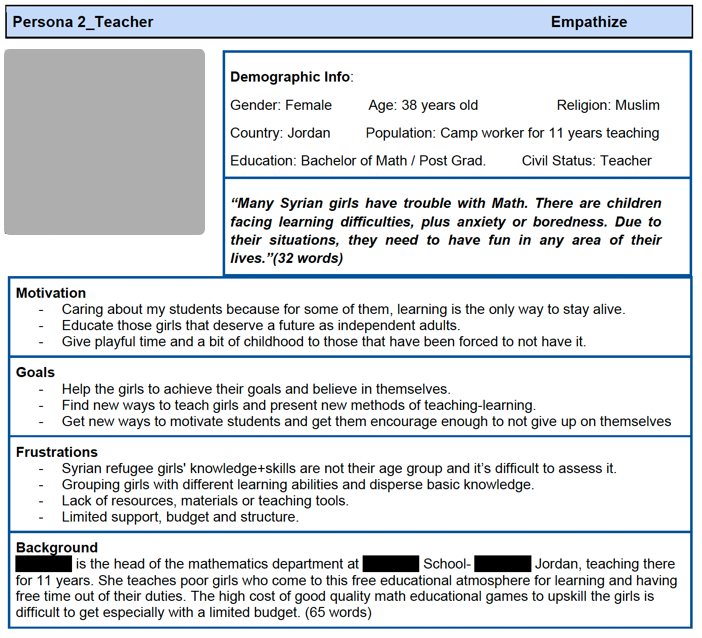 Persona 2_Teacher Empathize
Demographic Info:
Gender: Female Age: 38 years old Religion: Muslim
Country: Jordan Population: Camp worker for 11 years teaching
Education: Bachelor of Math / Post Grad. Civil Status: Teacher
“Many Syrian girls have trouble with Math. There are children
facing learning difficulties, plus anxiety or boredness. Due to
their situations, they need to have fun in any area of their
lives.”(32 words)
Motivation
- Caring about my students because for some of them, learning is the only way to stay alive.
- Educate those girls that deserve a future as independent adults.
- Give playful time and a bit of childhood to those that have been forced to not have it.
Goals
- Help the girls to achieve their goals and believe in themselves.
- Find new ways to teach girls and present new methods of teaching-learning.
- Get new ways to motivate students and get them encourage enough to not give up on themselves
Frustrations
- Syrian refugee girls' knowledge+skills are not their age group and it’s difficult to assess it.
- Grouping girls with different learning abilities and disperse basic knowledge.
- Lack of resources, materials or teaching tools.
- Limited support, budget and structure.
Background
is the head of the mathematics department at School- Jordan, teaching there
for 11 years. She teaches poor girls who come to this free educational atmosphere for learning and having
free time out of their duties. The high cost of good quality math educational games to upskill the girls is
difficult to get especially with a limited budget. (65 words)